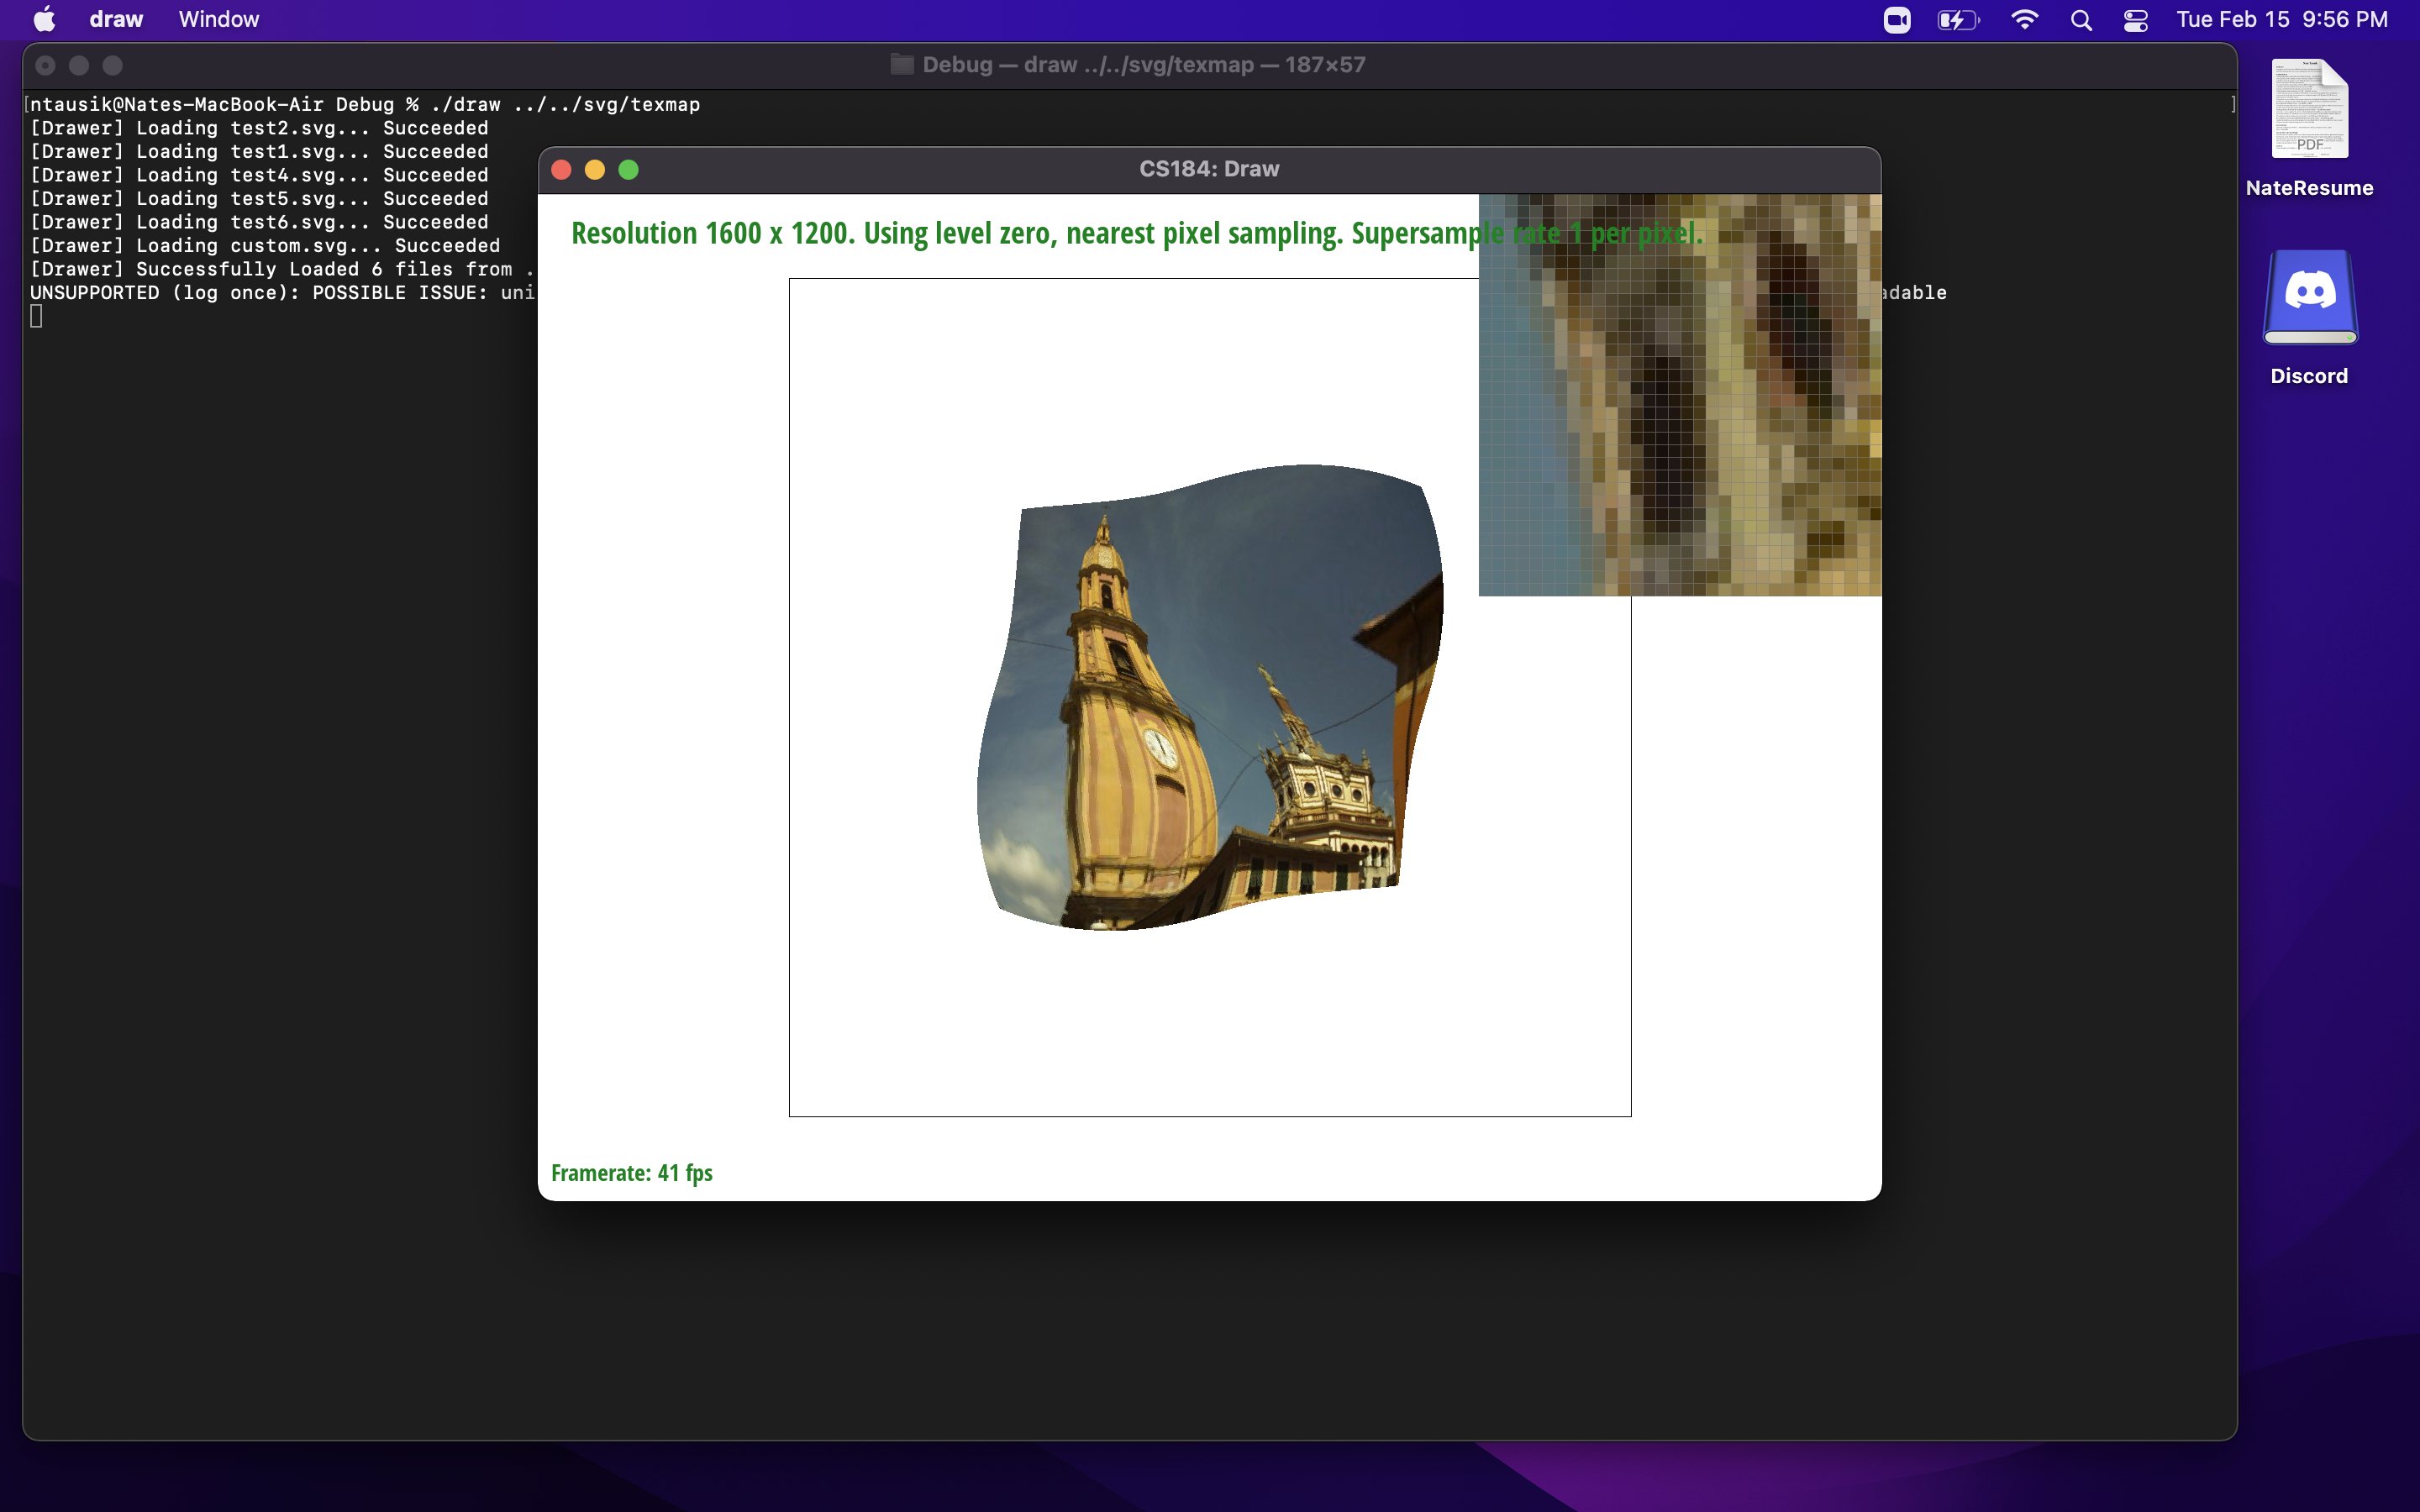 draw Window Tue Feb 15 9:56 PM
Debug — draw ../../svg/texmap — 187×57
ntausik@Nates-MacBook-Air Debug % ./draw ../../svg/texmap
[Drawer] Loading test2.svg... Succeeded
[Drawer] Loading test1.svg... Succeeded
[Drawer] Loading test4.svg... Succeeded
[Drawer] Loading test5.svg... Succeeded
[Drawer] Loading test6.svg... Succeeded
[Drawer] Loading custom.svg... Succeeded
[Drawer] Successfully Loaded 6 files from .
UNSUPPORTED (log once): POSSIBLE ISSUE: uni
adable
CS184: Draw
Resolution 1600 x 1200. Using level zero, nearest pixel sampling. Supersample rate 1 per pixel.
Framerate: 41 fps
PDF
NateResume
Discord